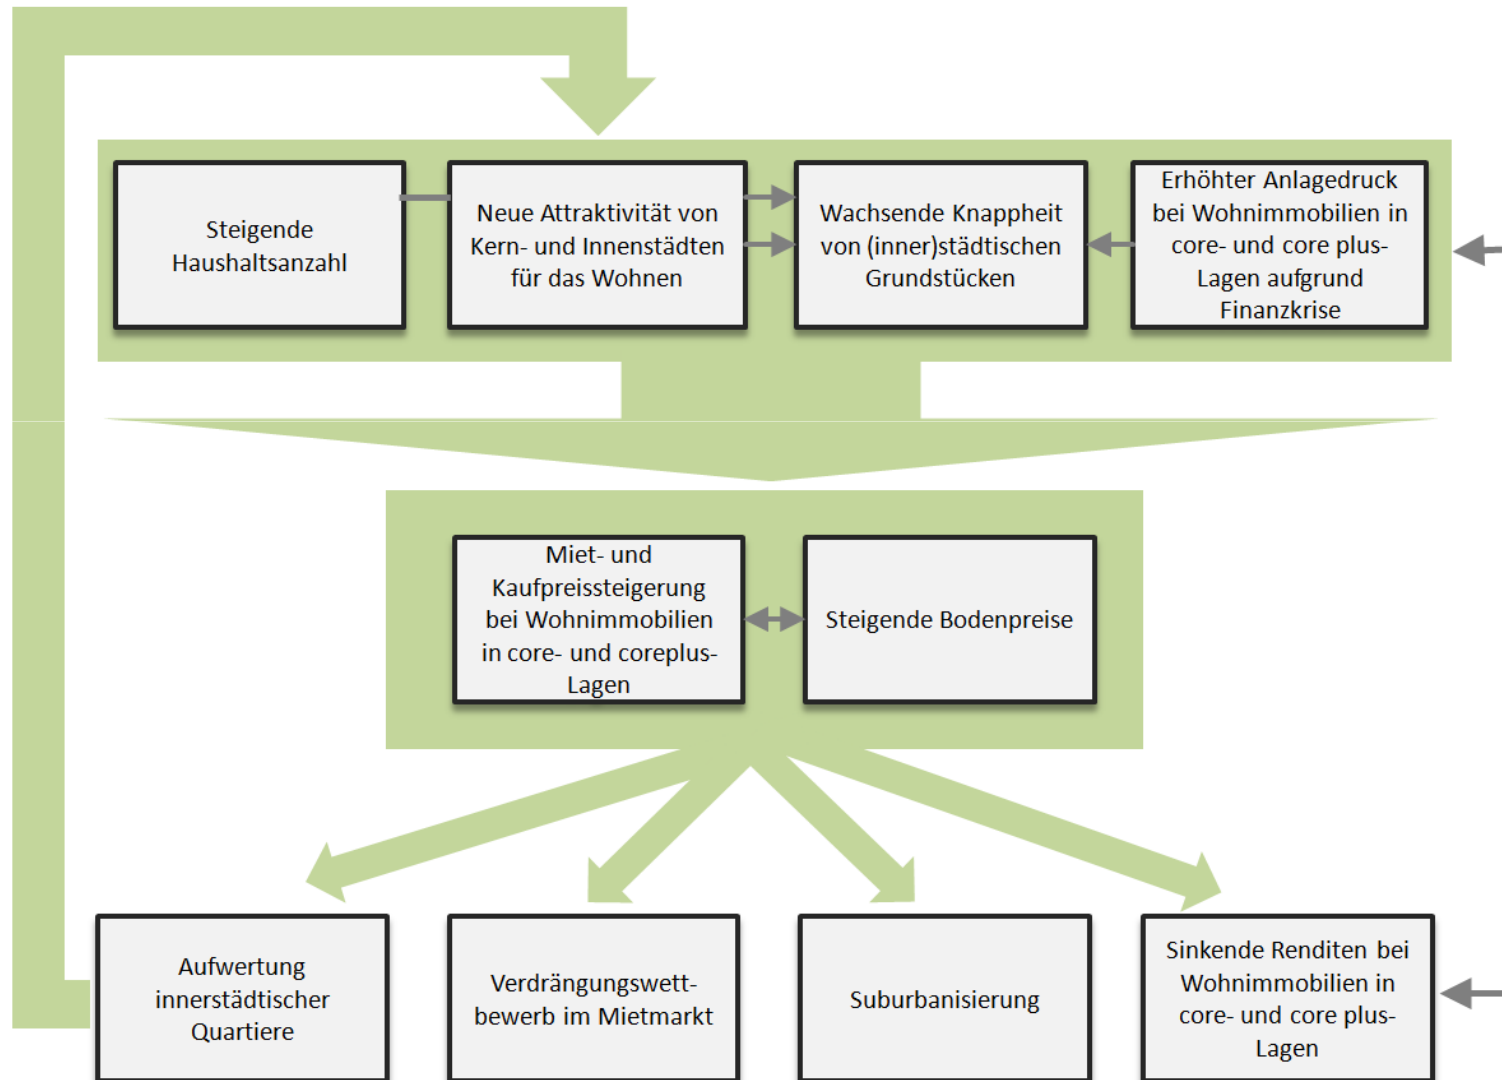 Steigende
Haushaltsanzahl
Neue Attraktivität von
Kern- und Innenstädten
für das Wohnen
Wachsende Knappheit
von (inner)städtischen
Grundstücken
Erhöhter Anlagedruck
bei Wohnimmobilien in
core- und core plus-
Lagen aufgrund
Finanzkrise
Miet- und
Kaufpreissteigerung
bei Wohnimmobilien
in core- und coreplus-
Lagen
Steigende Bodenpreise
Aufwertung
innerstädtischer
Quartiere
Verdrängungswett-
bewerb im Mietmarkt
Suburbanisierung
Sinkende Renditen bei
Wohnimmobilien in
core- und core plus-
Lagen